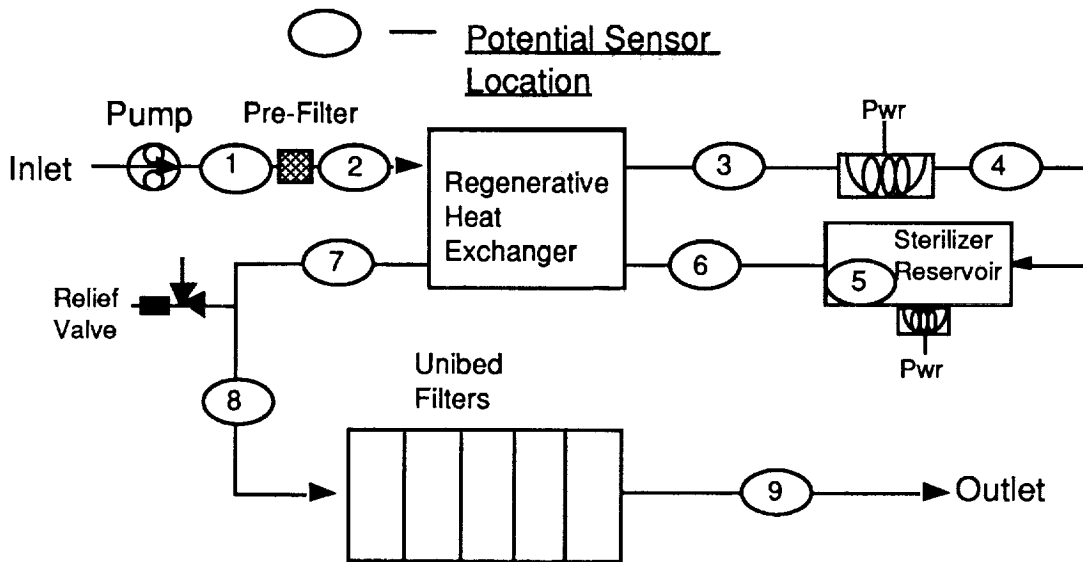 Potential Sensor
Location
Pump
Pre-Filter
Pwr
Inlet
1
2
3
4
Regenerative
Heat
Exchanger
Sterilizer
Reservoir
5
6
7
Relief
Valve
Pwr
Unibed
Filters
8
9
Outlet